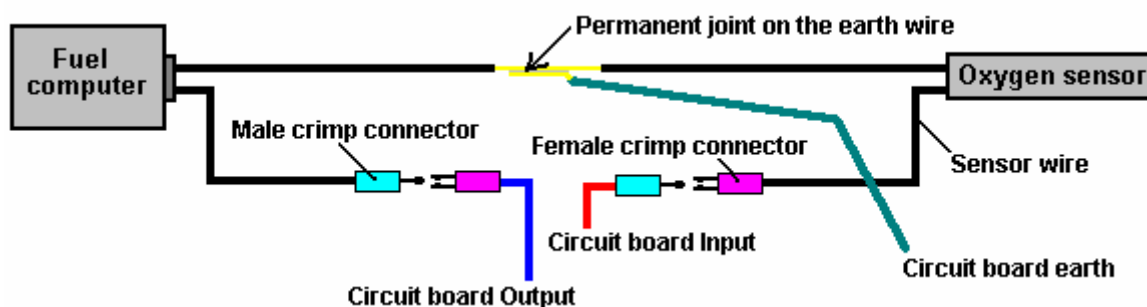 Permanent joint on the earth wire
Fuel
computer
Oxygen sensor
Male crimp connector
Female crimp connector
Sensor wire
Circuit board Input
Circuit board earth
Circuit board Output